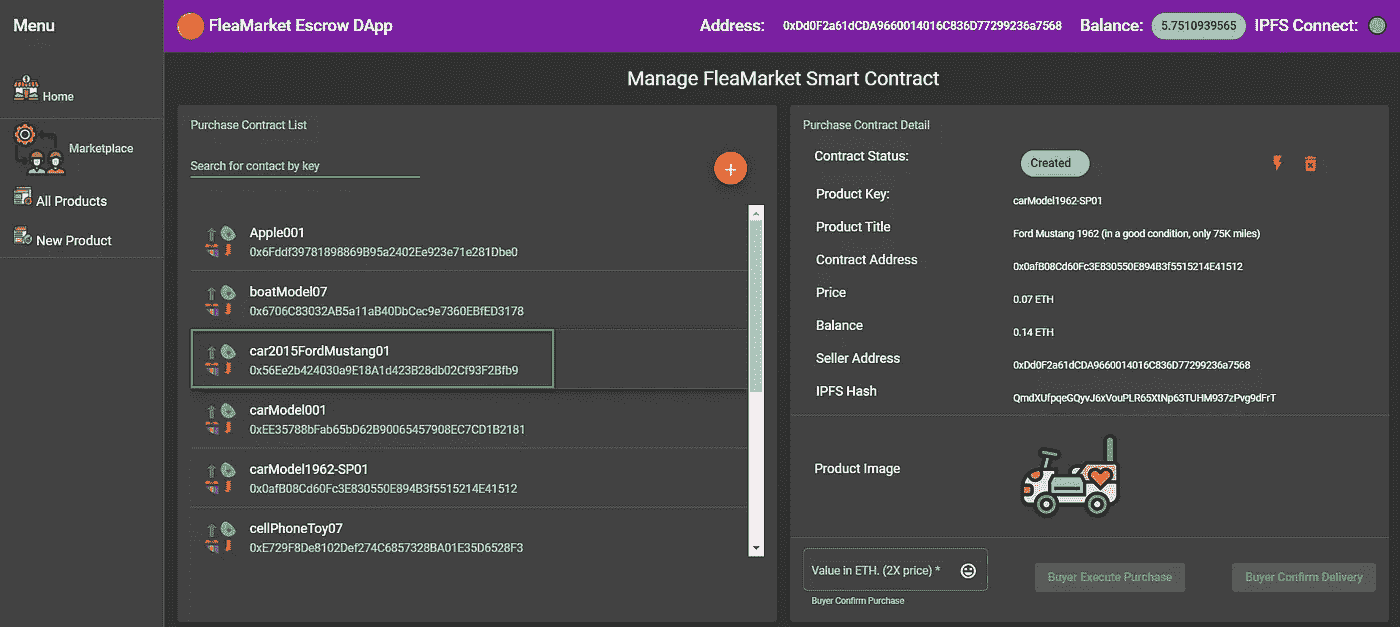 Menu
FleaMarket Escrow DApp
Address: 0xDd0F2a61dCDA9660014016C836D77299236a7568 Balance: 5.7510939565 IPFS Connect:
Home
Marketplace
All Products
New Product
Manage FleaMarket Smart Contract
Purchase Contract List
Search for contact by key
+
Apple001
0x6Fddf39781898869B95a2402Ee923e71e281Dbe0
boatModel07
0x6706C83032AB5a11aB40DbCec9e7360EBfED3178
car2015FordMustang01
0x56Ee2b424030a9E18A1d423B28db02Cf93F2Bfb9
carModel001
0xEE35788bFab65bD62B90065457908EC7CD1B2181
carModel1962-SP01
0x0afB08Cd60Fc3E830550E894B3f5515214E41512
cellPhoneToy07
0xE729F8De8102Def274C6857328BA01E35D6528F3
Purchase Contract Detail
Contract Status: Created
Product Key: carModel1962-SP01
Product Title Ford Mustang 1962 (in a good condition, only 75K miles)
Contract Address 0x0afB08Cd60Fc3E830550E894B3f5515214E41512
Price 0.07 ETH
Balance 0.14 ETH
Seller Address 0xDd0F2a61dCDA9660014016C836D77299236a7568
IPFS Hash QmdXUfpqeGQyvJ6xVouPLR65XtNp63TUHM937zPvg9dFrT
Product Image
Value in ETH. (2X price) *
Buyer Confirm Purchase
Buyer Execute Purchase
Buyer Confirm Delivery